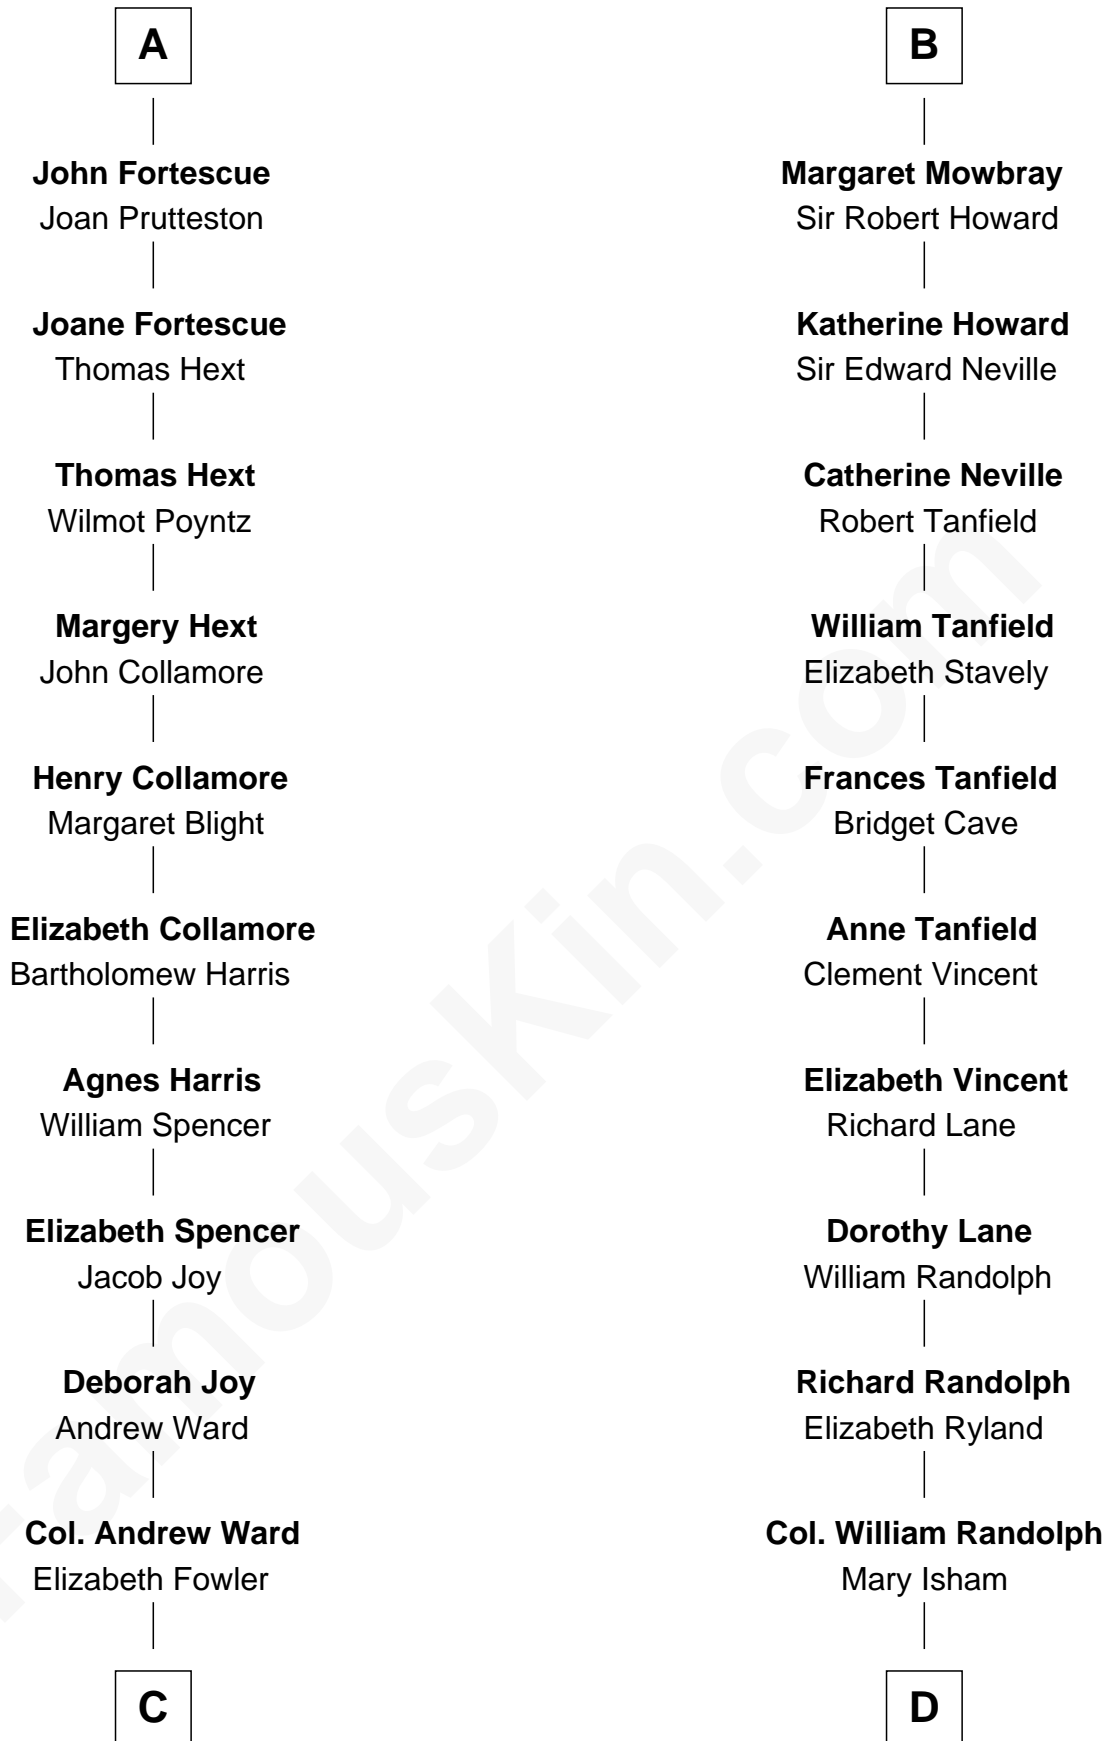 A
John Fortescue
Joan Prutteston
Joane Fortescue
Thomas Hext
Thomas Hext
Wilmot Poyntz
Margery Hext
John Collamore
Henry Collamore
Margaret Blight
Elizabeth Collamore
Bartholomew Harris
Agnes Harris
William Spencer
Elizabeth Spencer
Jacob Joy
Deborah Joy
Andrew Ward
Col. Andrew Ward
Elizabeth Fowler
C
B
Margaret Mowbray
Sir Robert Howard
Katherine Howard
Sir Edward Neville
Catherine Neville
Robert Tanfield
William Tanfield
Elizabeth Stavely
Frances Tanfield
Bridget Cave
Anne Tanfield
Clement Vincent
Elizabeth Vincent
Richard Lane
Dorothy Lane
William Randolph
Richard Randolph
Elizabeth Ryland
Col. William Randolph
Mary Isham
D
FamousKin.com